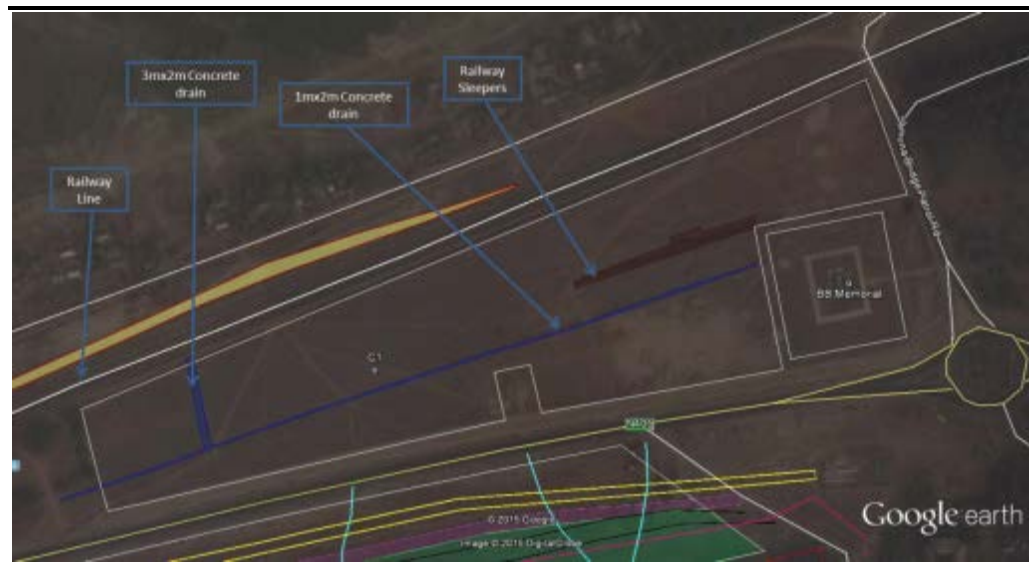 3mx2m Concrete
drain
1mx2m Concrete
drain
Railway
Sleepers
Railway
Line
C1
BB Memorial
© 2015 Google
Image © 2015 DigitalGlobe
Google earth